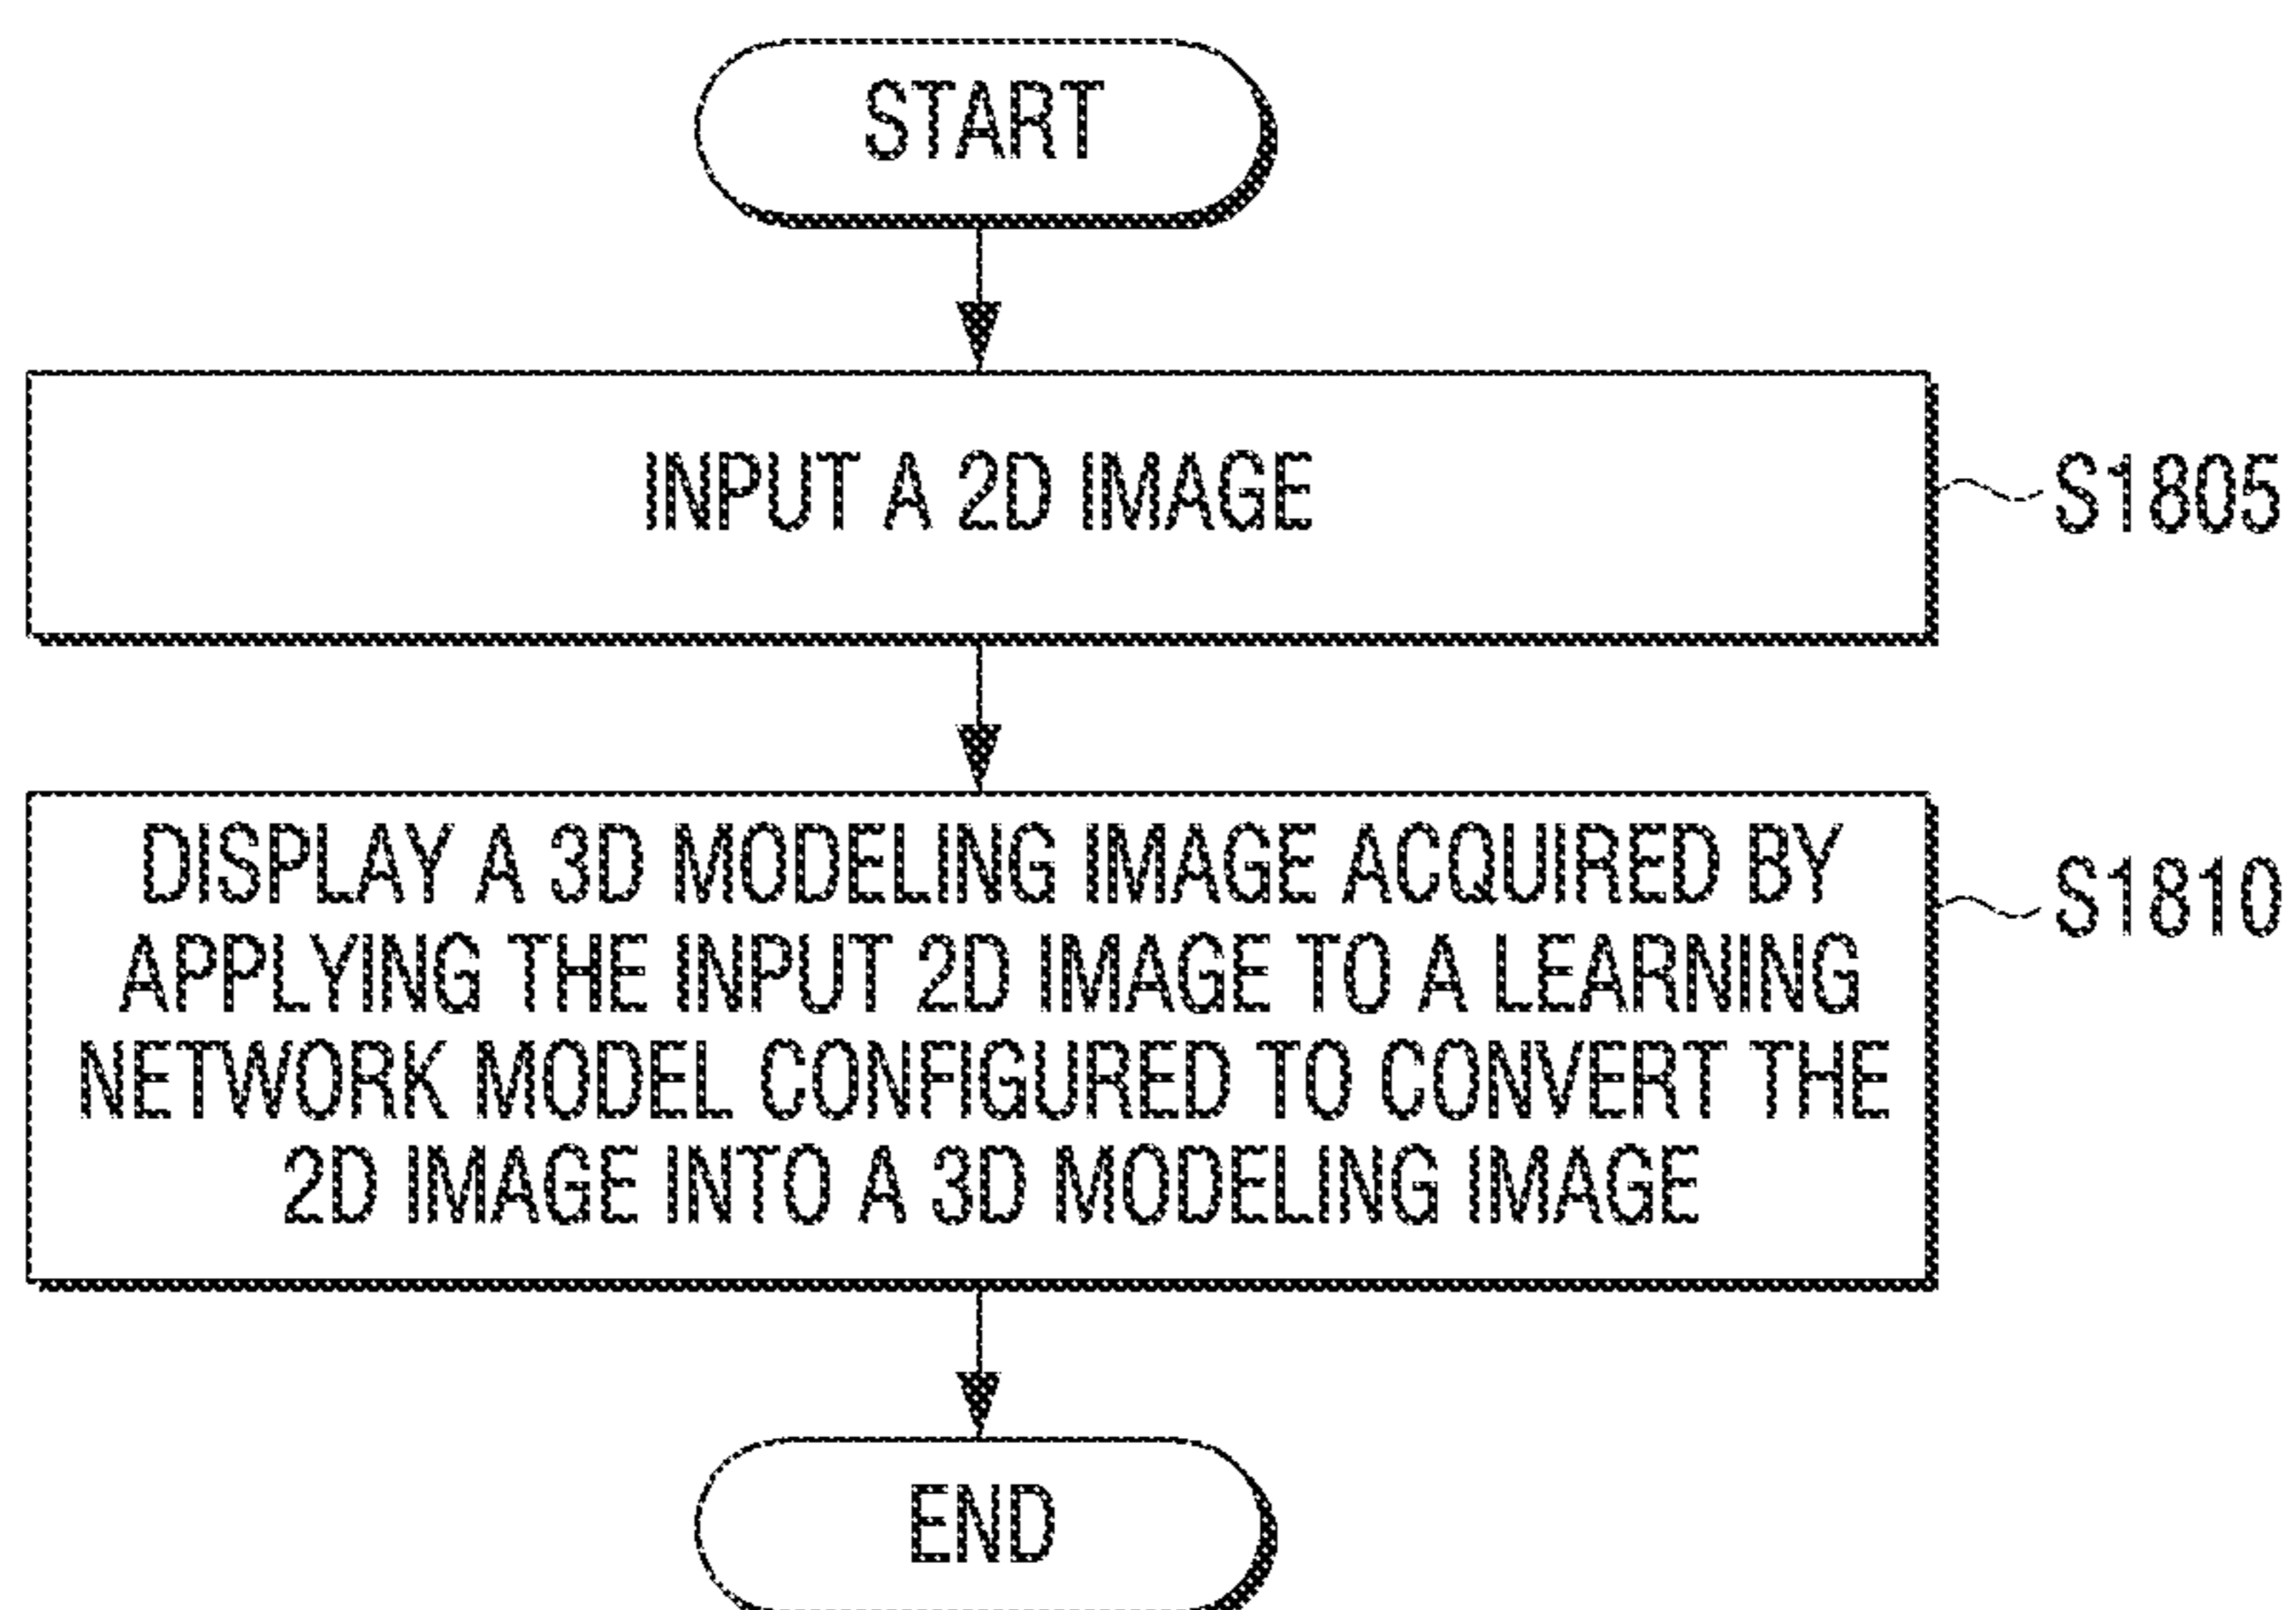 START
INPUT A 2D IMAGE
S1805
DISPLAY A 3D MODELING IMAGE ACQUIRED BY
APPLYING THE INPUT 2D IMAGE TO A LEARNING
NETWORK MODEL CONFIGURED TO CONVERT THE
2D IMAGE INTO A 3D MODELING IMAGE
S1810
END